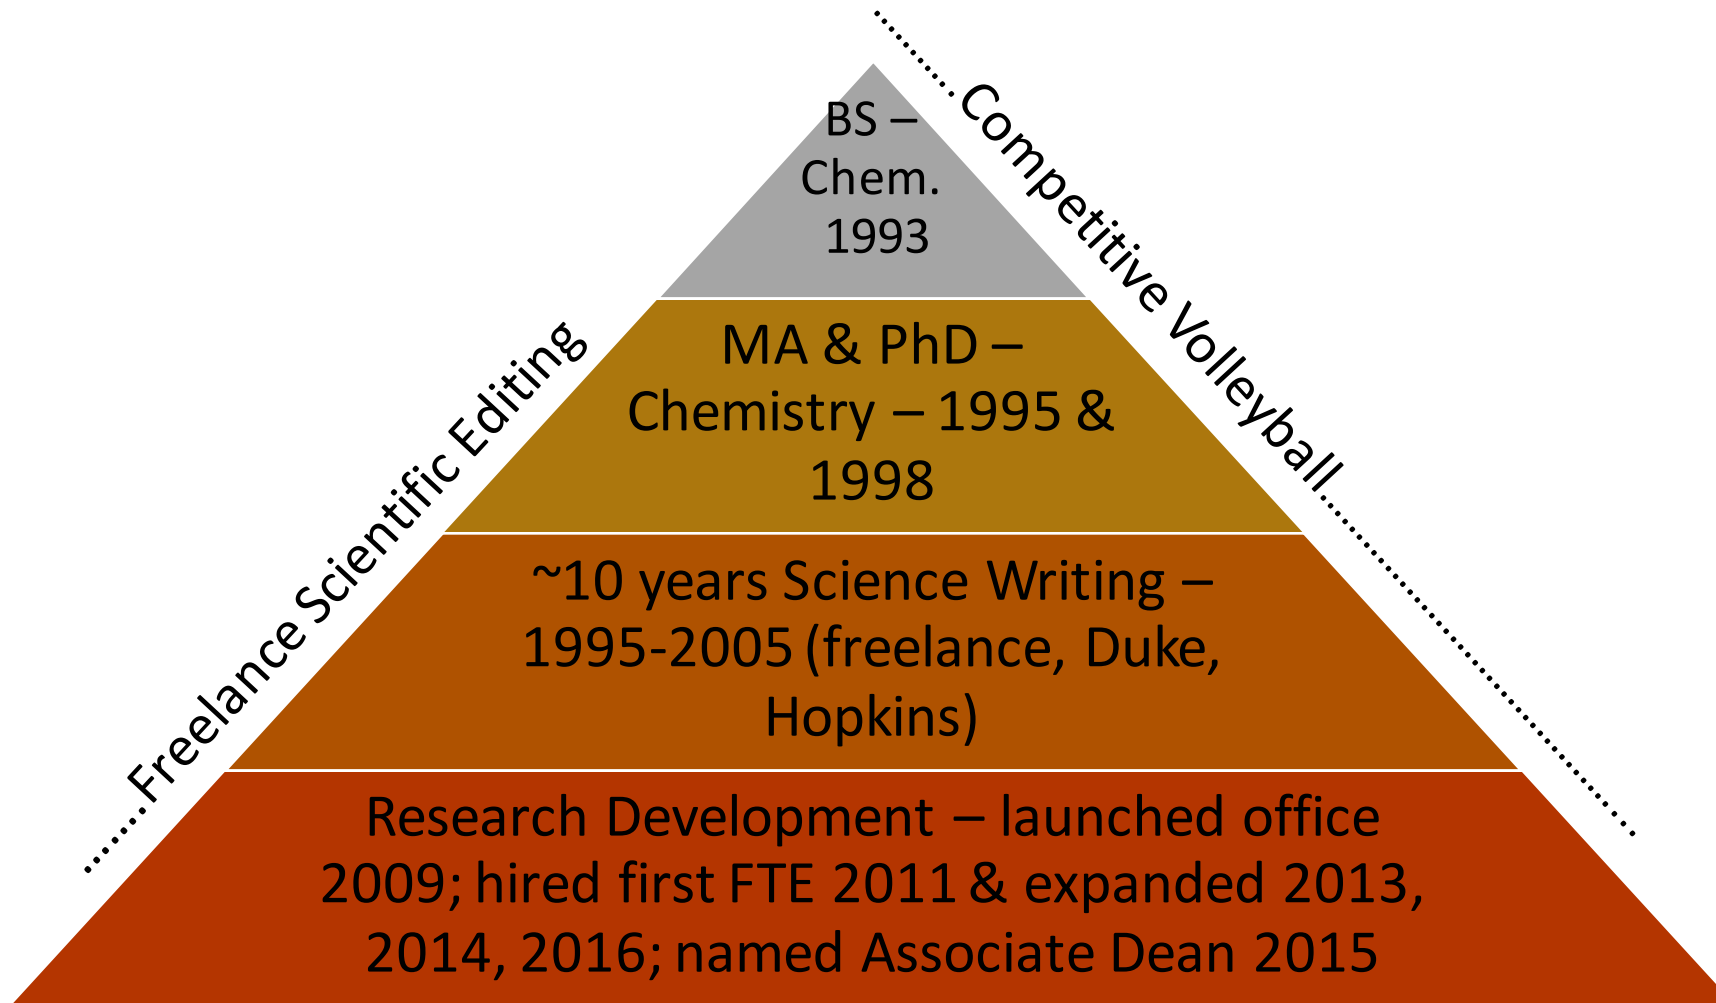 BS –
Chem.
1993
MA & PhD –
Chemistry – 1995 &
1998
~10 years Science Writing –
1995-2005 (freelance, Duke,
Hopkins)
Research Development – launched office
2009; hired first FTE 2011 & expanded 2013,
2014, 2016; named Associate Dean 2015
.......Freelance Scientific Editing
..........Competitive Volleyball..............................................